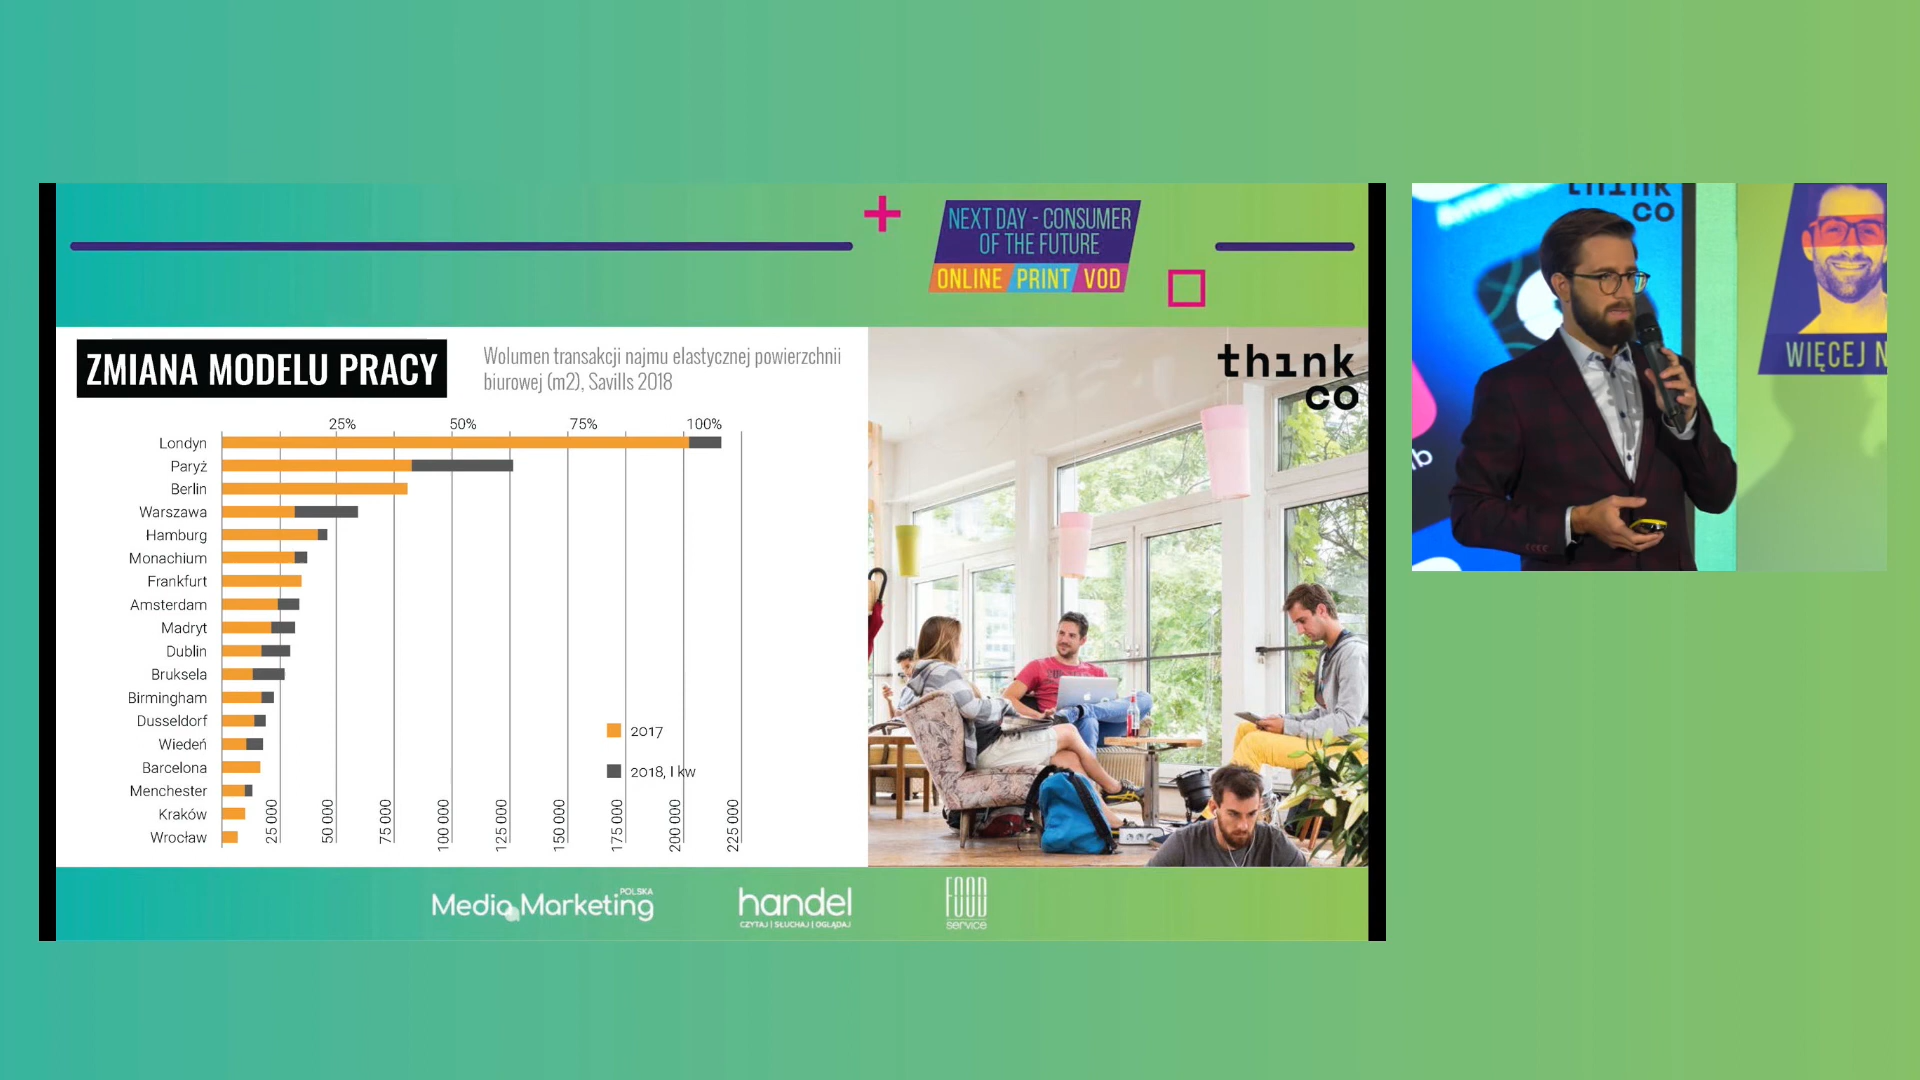 NEXT DAY - CONSUMER
OF THE FUTURE
ONLINE PRINT VOD
ZMIANA MODELU PRACY
Wolumen transakcji najmu elastycznej powierzchni
biurowej (m2), Savills 2018
think
co
25% 50% 75% 100%
Londyn
Paryż
Berlin
Warszawa
Hamburg
Monachium
Frankfurt
Amsterdam
Madryt
Dublin
Bruksela
Birmingham
Dusseldorf
Wiedeń
Barcelona
Menchester
Kraków
Wrocław
2017
2018, I kw
25 000
50 000
75 000
100 000
125 000
150 000
175 000
200 000
225 000
Media Marketing
POLSKA
handel
CZYTAJ | SŁUCHAJ | OGLĄDAJ
FOOD
service
think
co
WIĘCEJ N